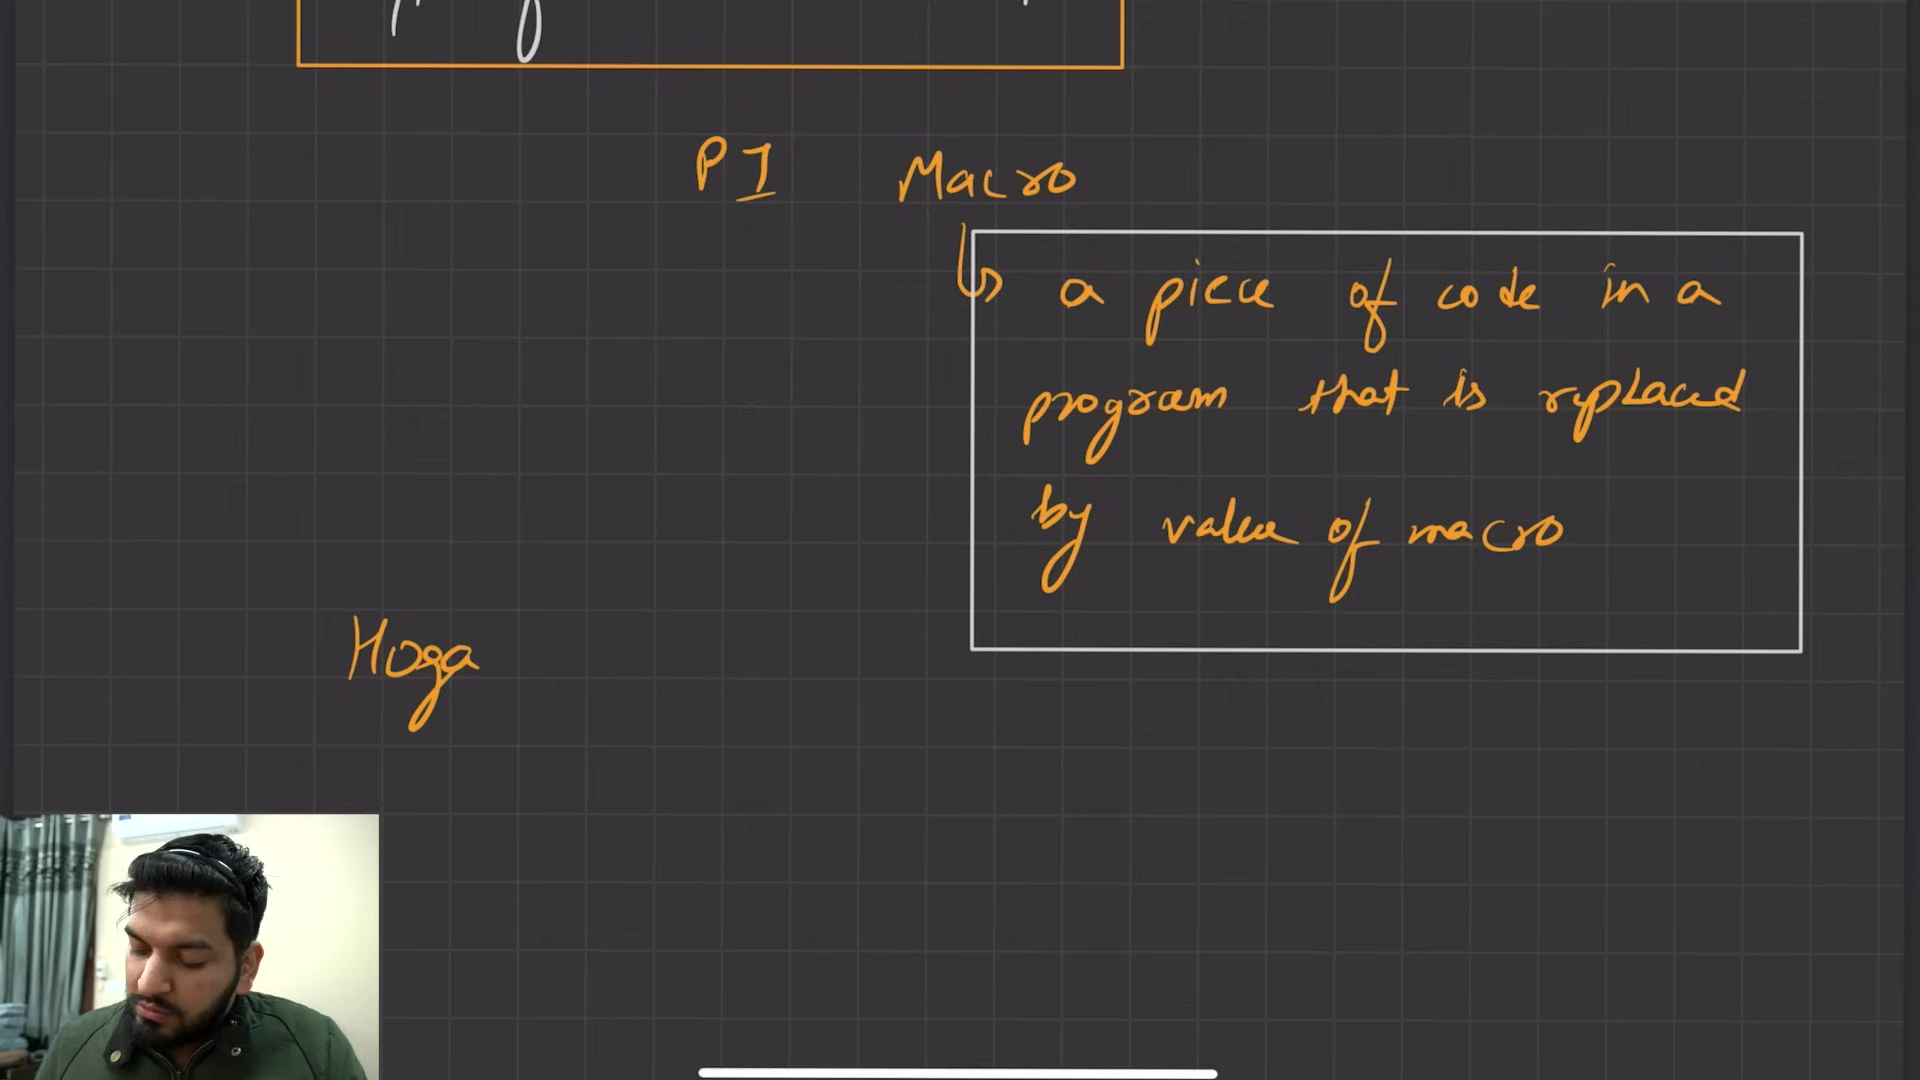 PI Macro
a piece of code in a
program that is replaced
by value of macro
Hoga